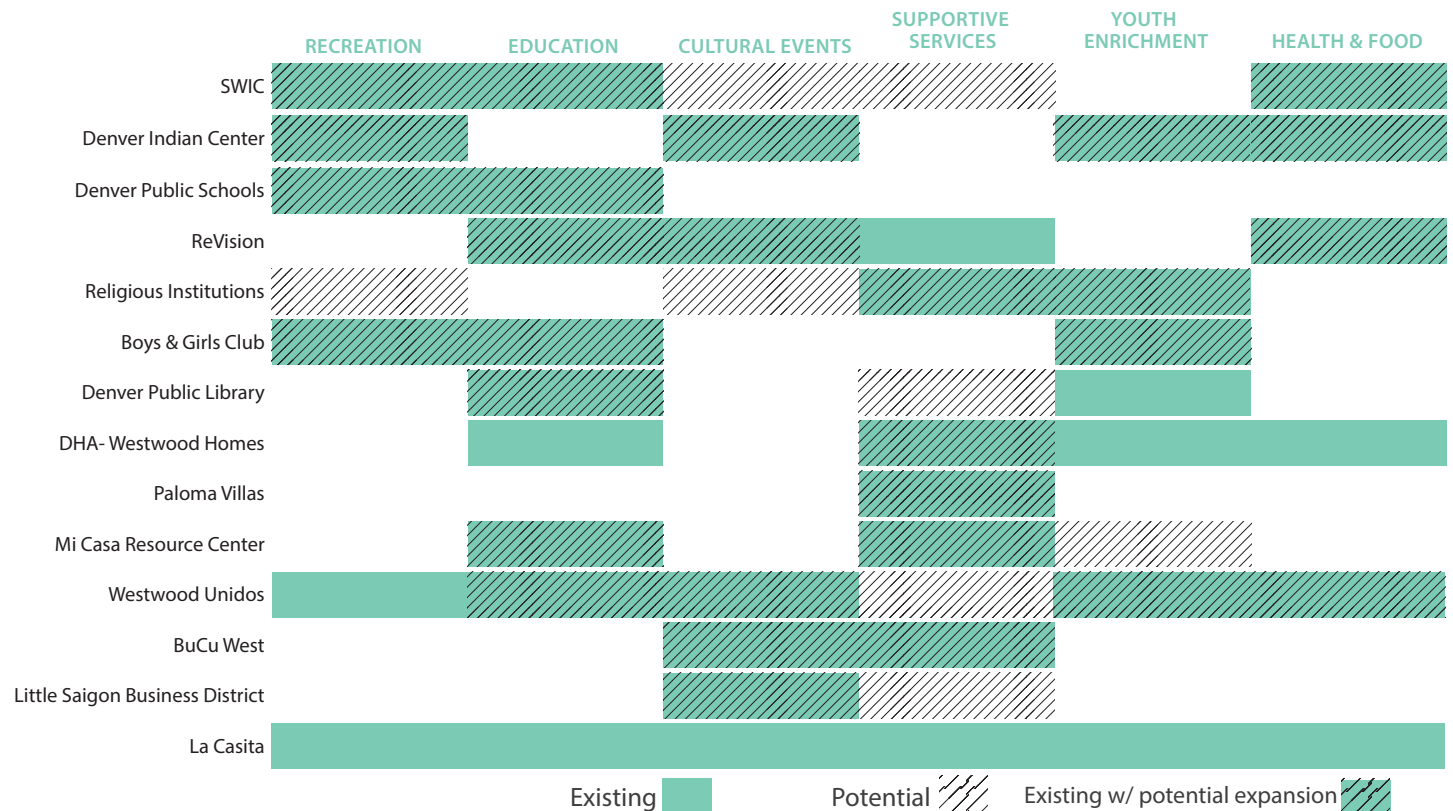 RECREATION EDUCATION CULTURAL EVENTS SUPPORTIVE SERVICES YOUTH ENRICHMENT HEALTH & FOOD
SWIC
Denver Indian Center
Denver Public Schools
ReVision
Religious Institutions
Boys & Girls Club
Denver Public Library
DHA- Westwood Homes
Paloma Villas
Mi Casa Resource Center
Westwood Unidos
BuCu West
Little Saigon Business District
La Casita
Existing Potential Existing w/ potential expansion